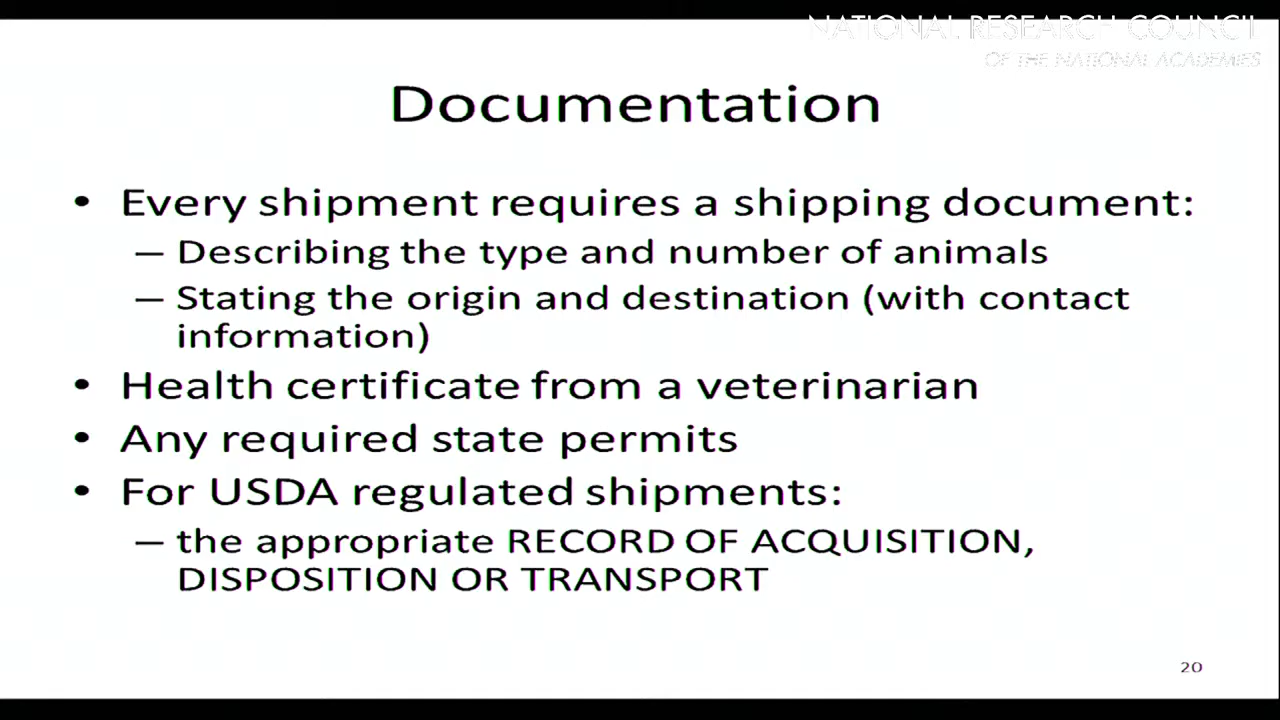 NATIONAL RESEARCH COUNCIL
OF THE NATIONAL ACADEMIES
Documentation
• Every shipment requires a shipping document:
– Describing the type and number of animals
– Stating the origin and destination (with contact
information)
• Health certificate from a veterinarian
• Any required state permits
• For USDA regulated shipments:
– the appropriate RECORD OF ACQUISITION,
DISPOSITION OR TRANSPORT
20